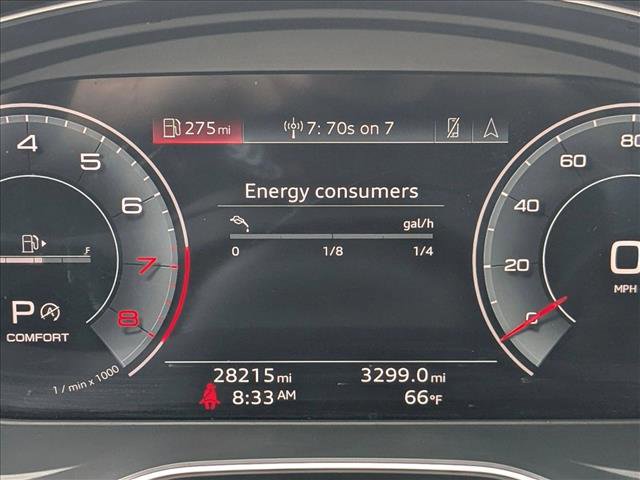 275 mi
7: 70s on 7
4
5
6
7
8
1 / min x 1000
F
P
COMFORT
Energy consumers
gal/h
0 1/8 1/4
80
60
40
20
0
0
MPH
28215 mi 3299.0 mi
8:33 AM 66°F